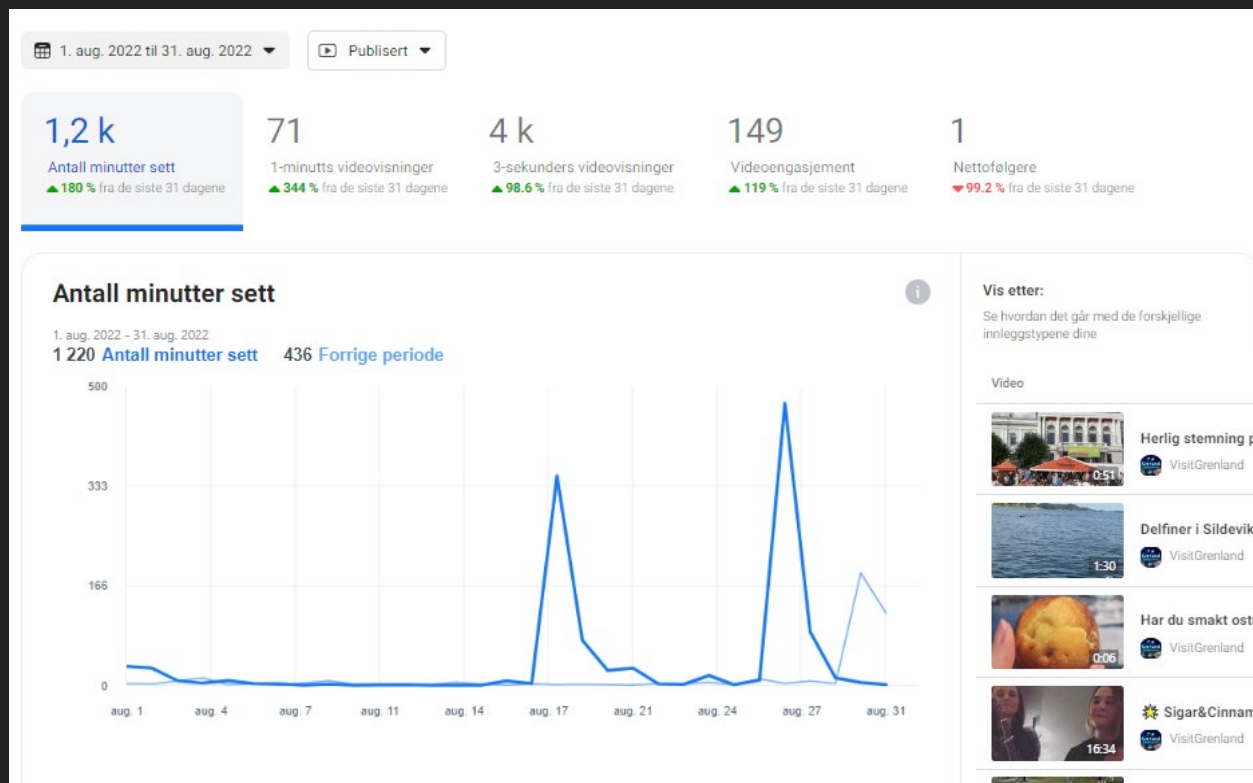 1. aug. 2022 til 31. aug. 2022
Publisert
1,2 k
Antall minutter sett
180 % fra de siste 31 dagene
71
1-minutts videovisninger
344 % fra de siste 31 dagene
4 k
3-sekunders videovisninger
98.6 % fra de siste 31 dagene
149
Videoengasjement
119 % fra de siste 31 dagene
1
Nettofølgere
99.2 % fra de siste 31 dagene
Antall minutter sett
1. aug. 2022 - 31. aug. 2022
1 220 Antall minutter sett 436 Forrige periode
500
333
166
0
aug. 1 aug. 4 aug. 7 aug. 11 aug. 14 aug. 17 aug. 21 aug. 24 aug. 27 aug. 31
Vis etter:
Se hvordan det går med de forskjellige
innleggstypene dine
Video
0:51
Herlig stemning p
VisitGrenland
1:30
Delfiner i Sildevik
VisitGrenland
0:06
Har du smakt ost
VisitGrenland
16:34
Sigar&Cinnam
VisitGrenland